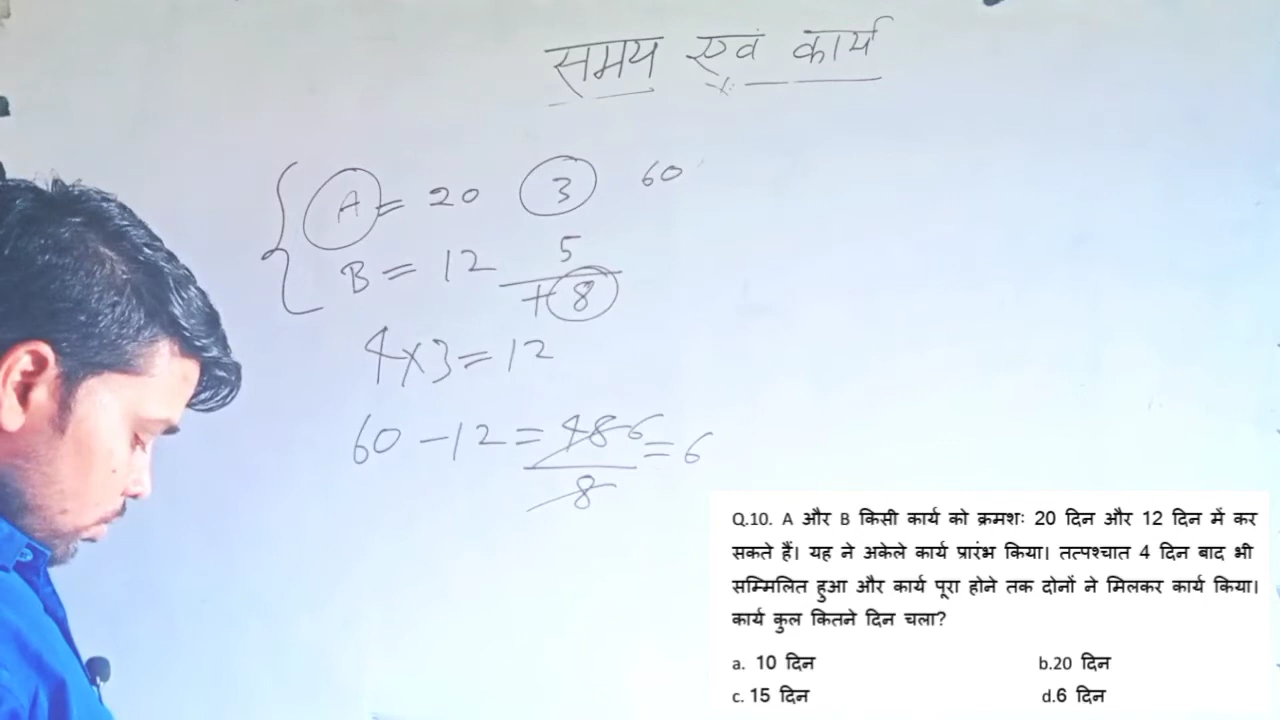 समय एवं कार्य
A = 20 3 60
B = 12 5
+ 8
4×3=12
60-12=48 6 =6
8
Q.10. A और B किसी कार्य को क्रमशः 20 दिन और 12 दिन में कर
सकते हैं। यह ने अकेले कार्य प्रारंभ किया। तत्पश्चात 4 दिन बाद भी
सम्मिलित हुआ और कार्य पूरा होने तक दोनों ने मिलकर कार्य किया।
कार्य कुल कितने दिन चला?
a. 10 दिन b.20 दिन
c. 15 दिन d.6 दिन